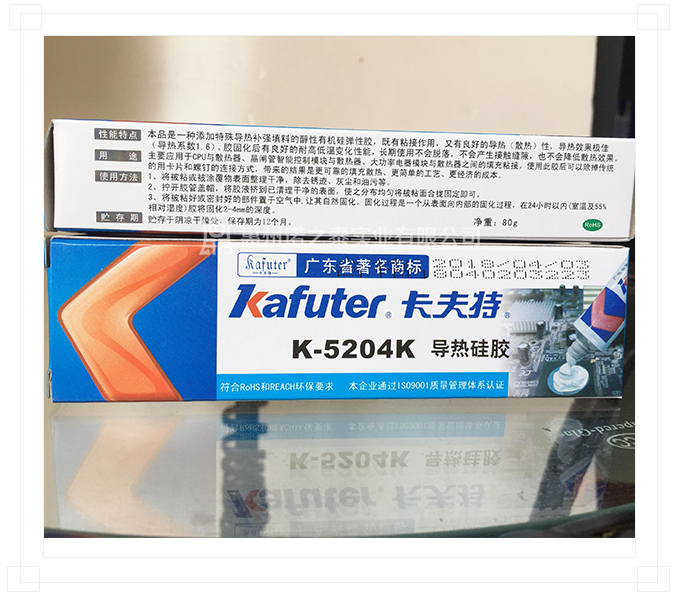 性能特点 本品是一种添加特殊导热补强填料的醇性有机硅弹性胶，既有粘接作用，又有良好的导热（散热）性，导热效果极佳
（导热系数1.6）。胶固化后有良好的耐高低温变化性能，长期使用不会脱落，不会产生接触缝隙，也不会降低散热效果。
用途 主要应用于CPU与散热器、晶闸管智能控制模块与散热器、大功率电器模块与散热器之间的填充粘接，使用此胶后可以除掉传统
的用卡片和螺钉的连接方式，带来的结果是更可靠的填充散热、更简单的工艺、更经济的成本。
使用方法 1、将被粘或被涂覆物表面整理干净，除去锈迹、灰尘和油污等。
2、拧开胶管盖帽，将胶液挤到已清理干净的表面，使之分布均匀将被粘面合拢固定即可。
3、将被粘好或密封好的部件置于空气中，让其自然固化。固化过程是一个从表面向内部的固化过程，在24小时以内(室温及55%
相对湿度)胶将固化2-4mm的深度。
贮存期 贮存于阴凉干燥处，保存期为12个月。
净重：80g
RoHS
惠州诺之泰实业有限公司
Kafuter®
广东省著名商标
Kafuter® 卡夫特®
K-5204K 导热硅胶
符合RoHS和REACH环保要求 本企业通过ISO9001质量管理体系认证
K-5204K 导热硅胶